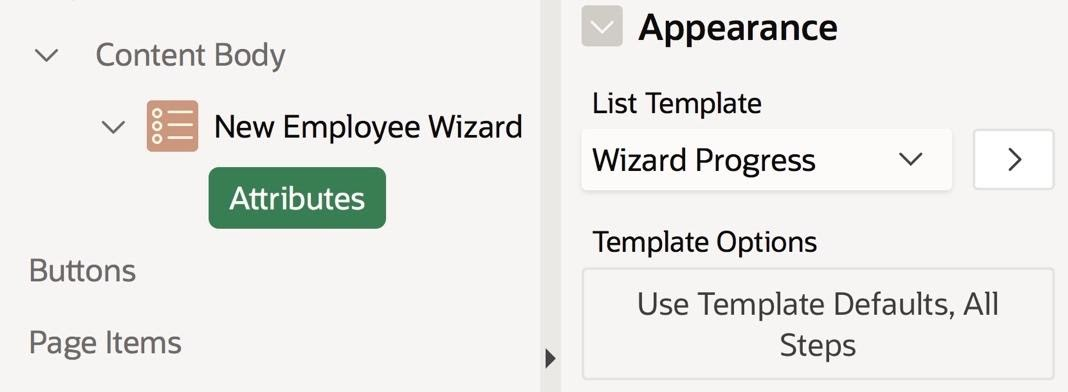 Content Body
New Employee Wizard
Attributes
Buttons
Page Items
Appearance
List Template
Wizard Progress
Template Options
Use Template Defaults, All
Steps